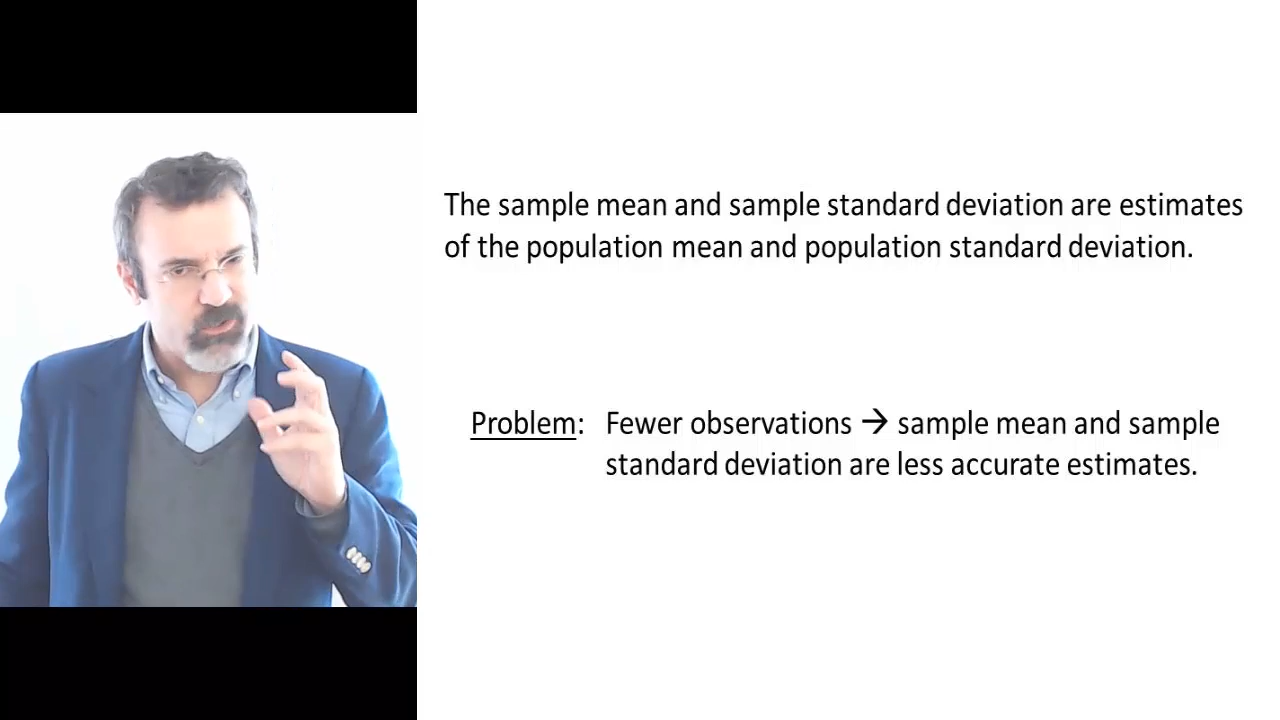 The sample mean and sample standard deviation are estimates
of the population mean and population standard deviation.
Problem: Fewer observations → sample mean and sample
standard deviation are less accurate estimates.